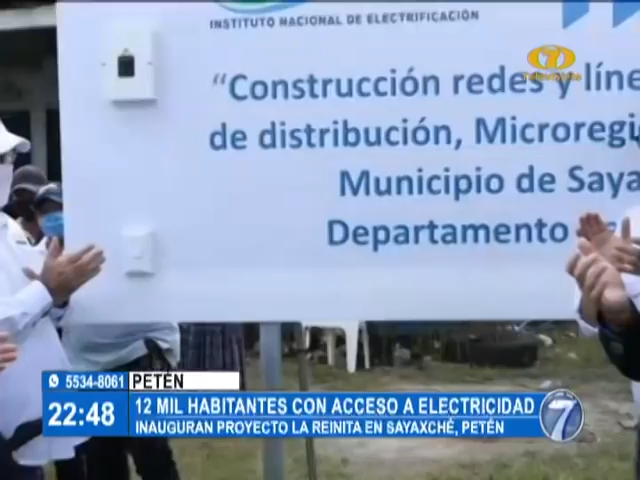 INSTITUTO NACIONAL DE ELECTRIFICACIÓN
"Construcción redes y líne
de distribución, Microregi
Municipio de Saya
Departamento
Televisiete
5534-8061 PETÉN
22:48
12 MIL HABITANTES CON ACCESO A ELECTRICIDAD
INAUGURAN PROYECTO LA REINITA EN SAYAXCHÉ, PETÉN
7